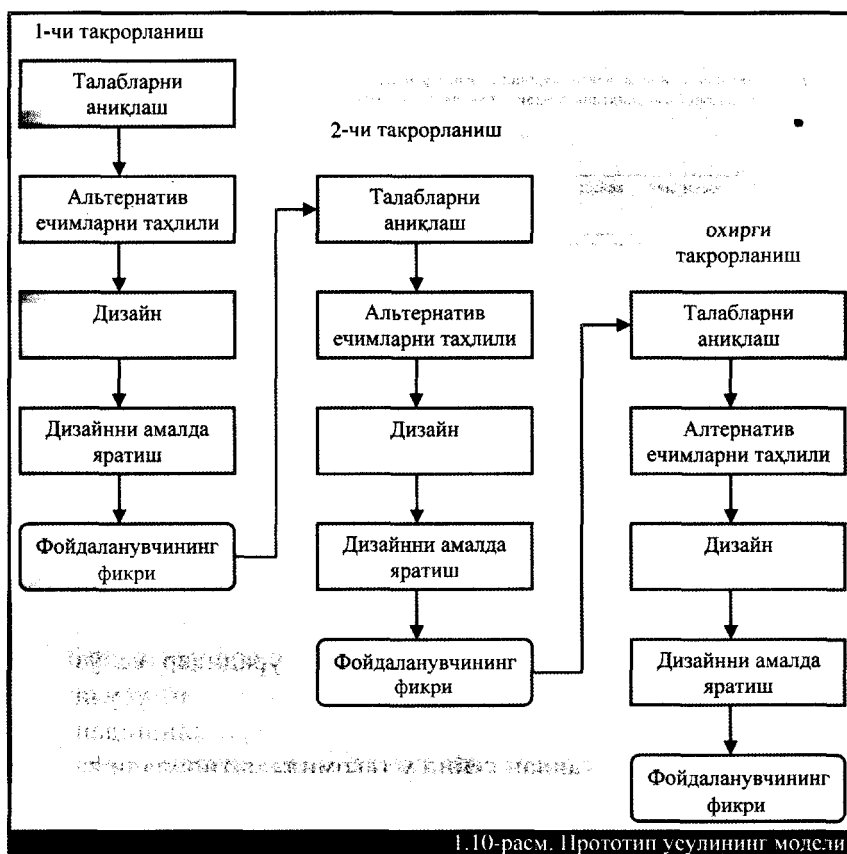 1-чи такрорланиш
Талабларни
аниқлаш
Альтернатив
ечимларни таҳлили
Дизайн
Дизайнни амалда
яратиш
Фойдаланувчининг
фикри
2-чи такрорланиш
Талабларни
аниқлаш
Альтернатив
ечимларни таҳлили
Дизайн
Дизайнни амалда
яратиш
Фойдаланувчининг
фикри
охирги
такрорланиш
Талабларни
аниқлаш
Алтернатив
ечимларни таҳлили
Дизайн
Дизайнни амалда
яратиш
Фойдаланувчининг
фикри
1.10-расм. Прототип усулининг модели